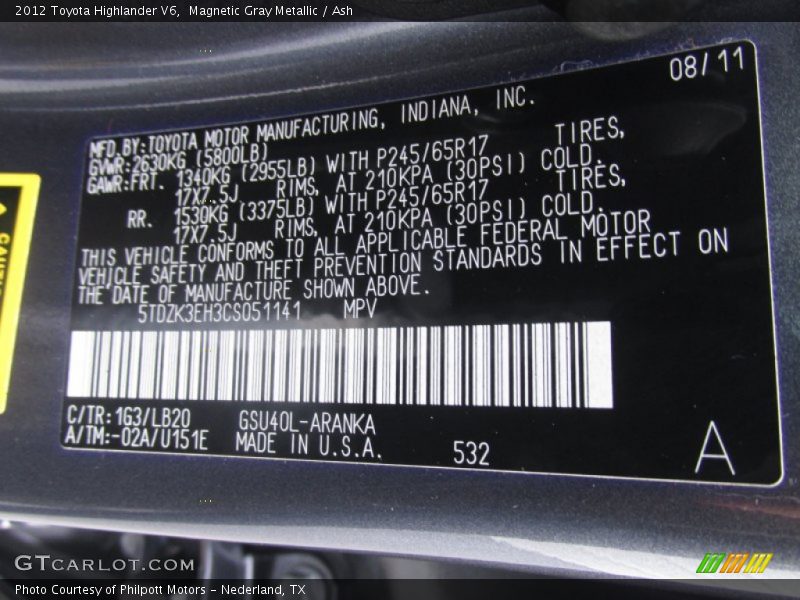 2012 Toyota Highlander V6, Magnetic Gray Metallic / Ash
08/11
MFD.BY:TOYOTA MOTOR MANUFACTURING, INDIANA, INC.
GVWR:2630KG (5800LB)
GAWR:FRT. 1340KG (2955LB) WITH P245/65R17 TIRES,
17X7.5J RIMS, AT 210KPA (30PSI) COLD.
RR. 1530KG (3375LB) WITH P245/65R17 TIRES,
17X7.5J RIMS, AT 210KPA (30PSI) COLD.
THIS VEHICLE CONFORMS TO ALL APPLICABLE FEDERAL MOTOR
VEHICLE SAFETY AND THEFT PREVENTION STANDARDS IN EFFECT ON
THE DATE OF MANUFACTURE SHOWN ABOVE.
5TDZK3EH3CS051141 MPV
C/TR:1G3/LB20 GSU40L-ARANKA
A/TM:-02A/U151E MADE IN U.S.A. 532
A
GTCARLOT.COM
Photo Courtesy of Philpott Motors - Nederland, TX